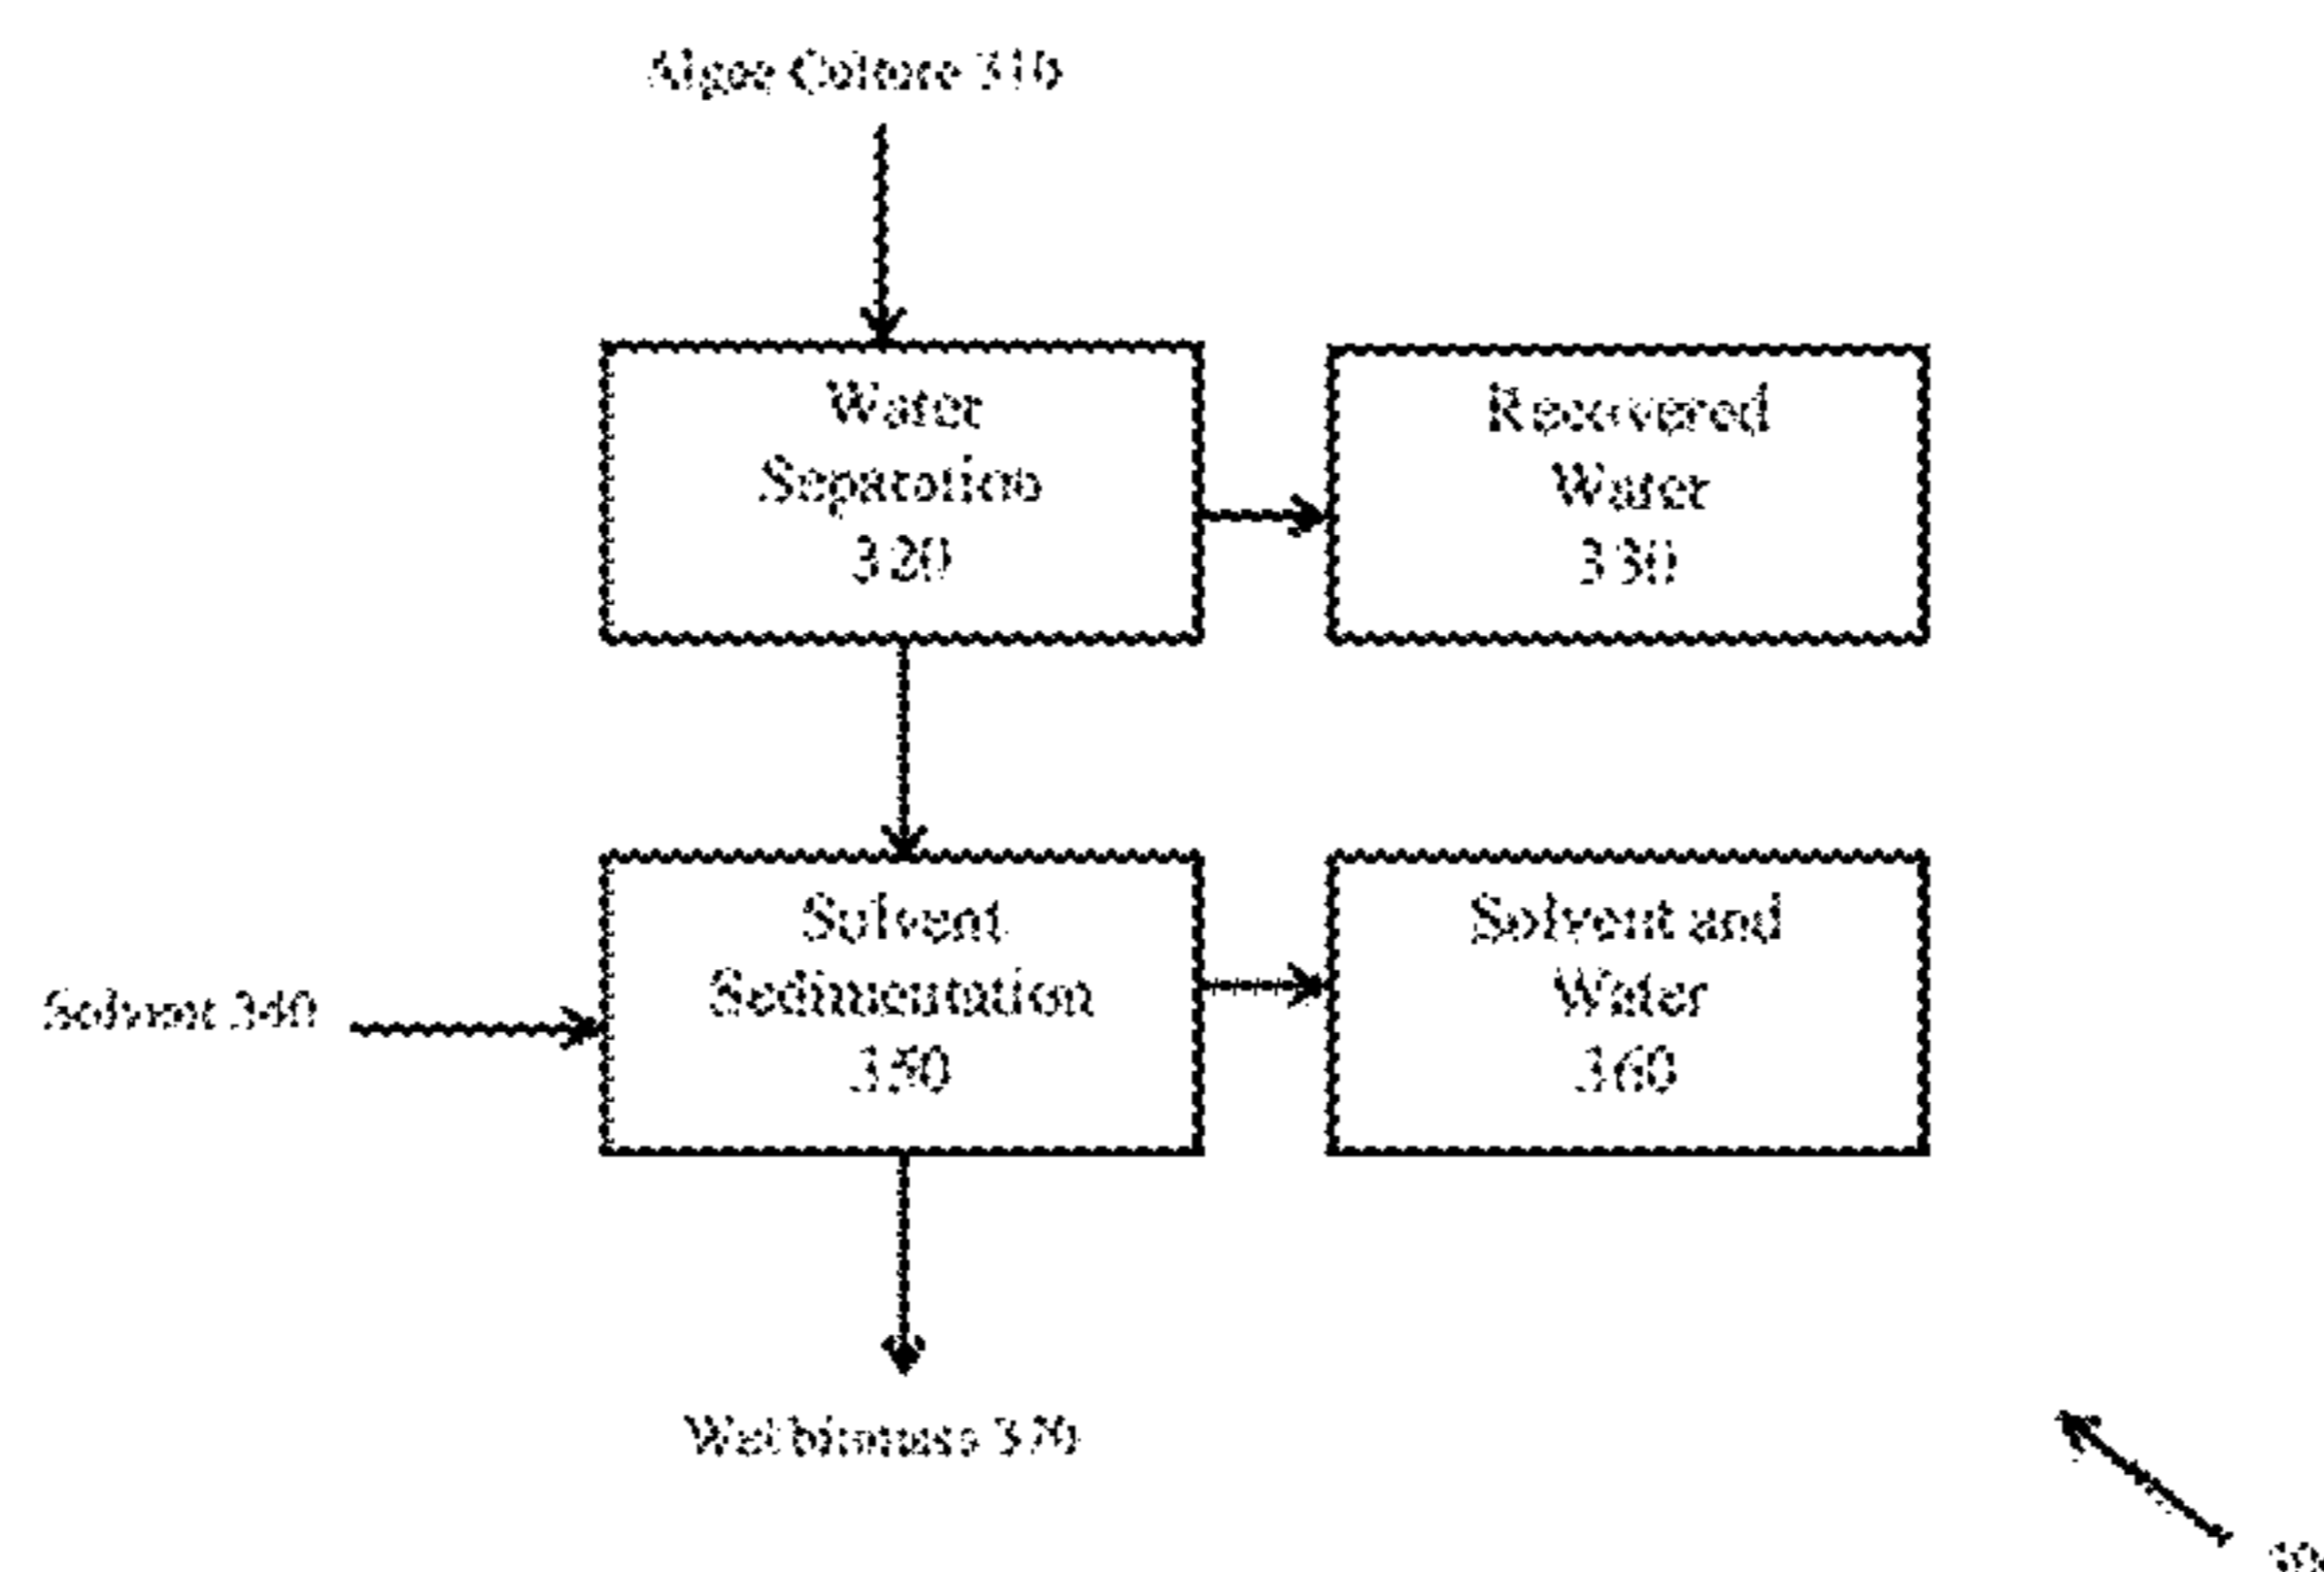 Algae Culture 310
Water
Separation
320
Recovered
Water
330
Solvent
Sedimentation
350
Solvent and
Water
360
Solvent 340
Wet biomass 370